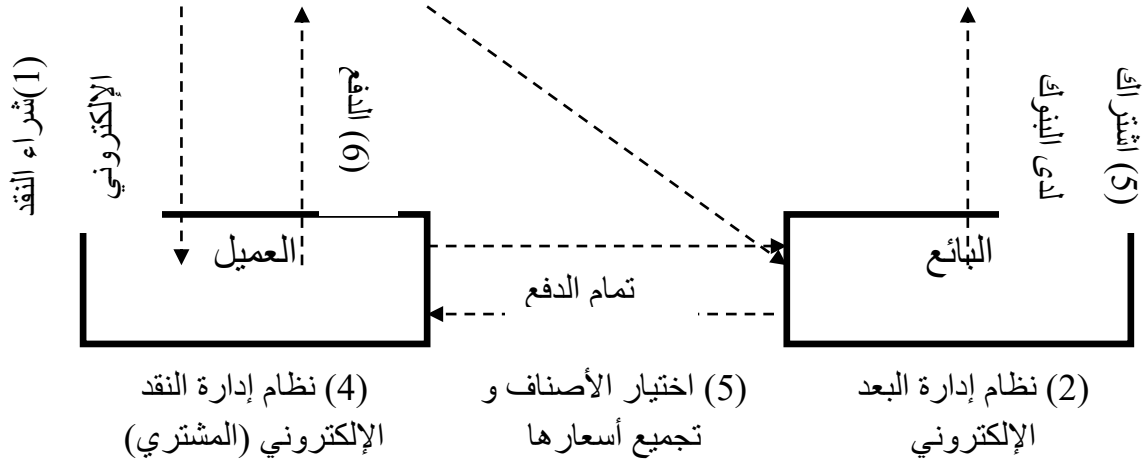 (1)شراء النقد
الإلكتروني
(6) الدفع
(5) اشتراك
لدى البنوك
العميل
البائع
تمام الدفع
(4) نظام إدارة النقد
الإلكتروني (المشتري)
(5) اختيار الأصناف و
تجميع أسعارها
(2) نظام إدارة البعد
الإلكتروني